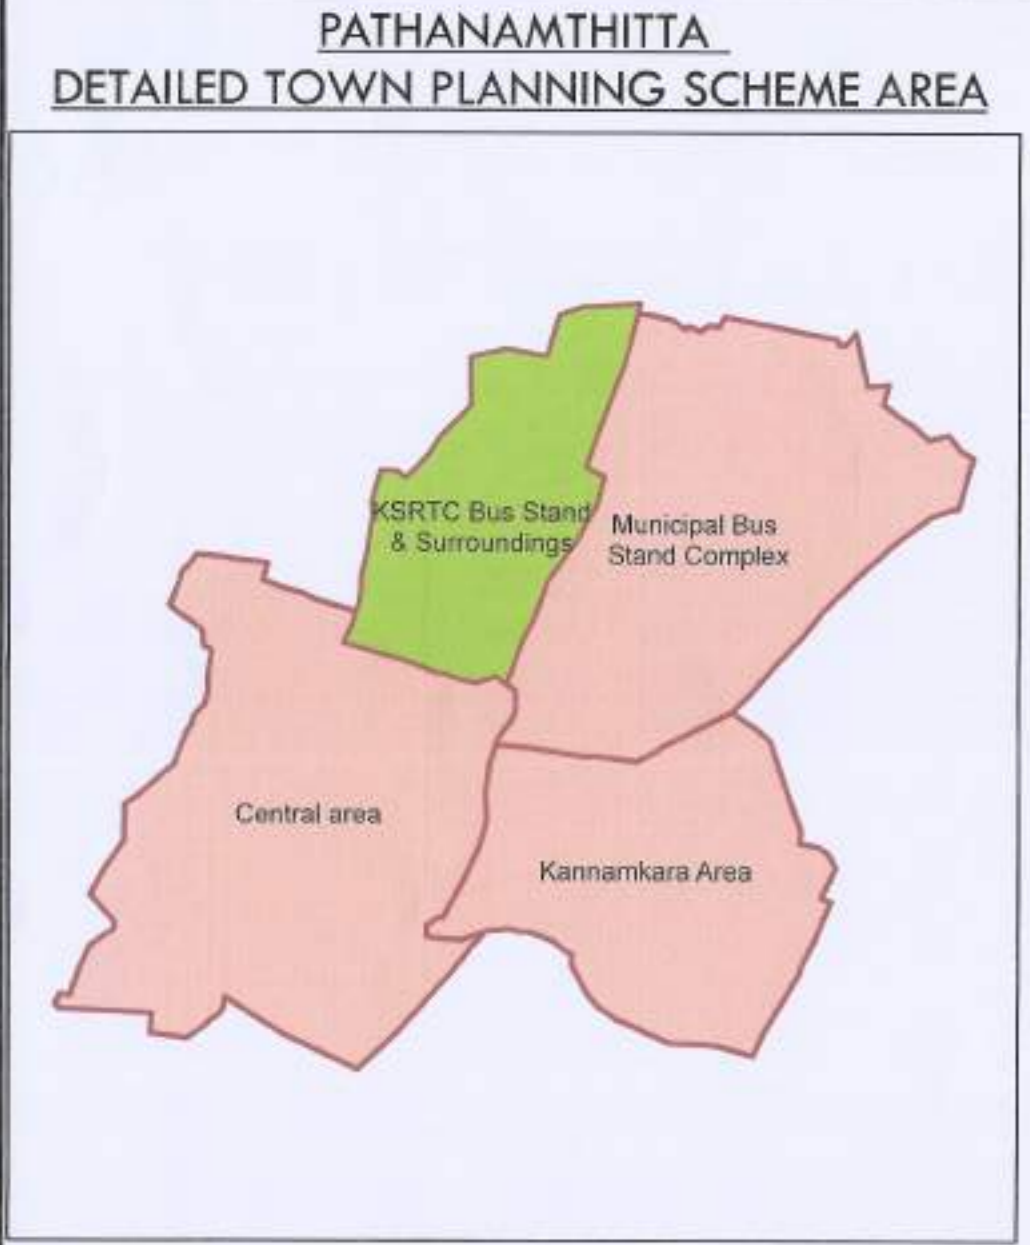 PATHANAMTHITTA
DETAILED TOWN PLANNING SCHEME AREA
KSRTC Bus Stand
& Surroundings
Municipal Bus
Stand Complex
Central area
Kannamkara Area